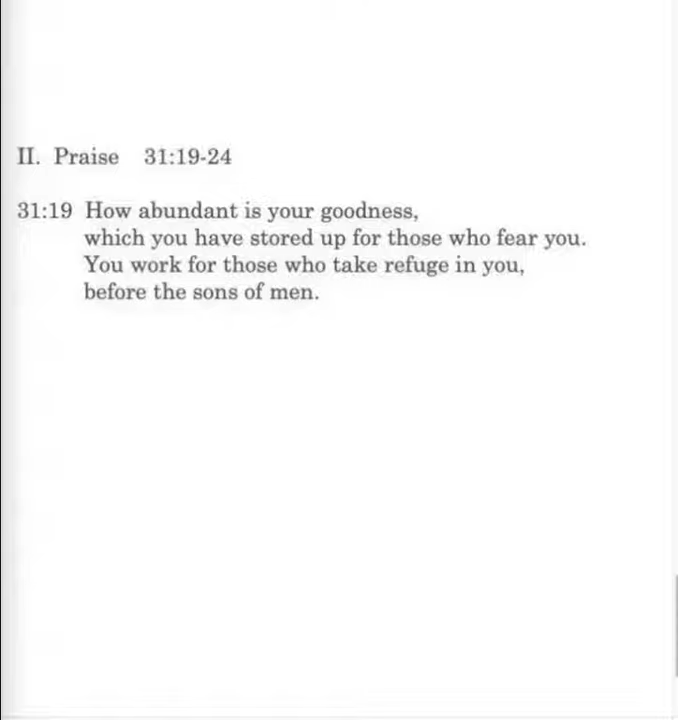 II. Praise 31:19-24
31:19 How abundant is your goodness,
which you have stored up for those who fear you.
You work for those who take refuge in you,
before the sons of men.